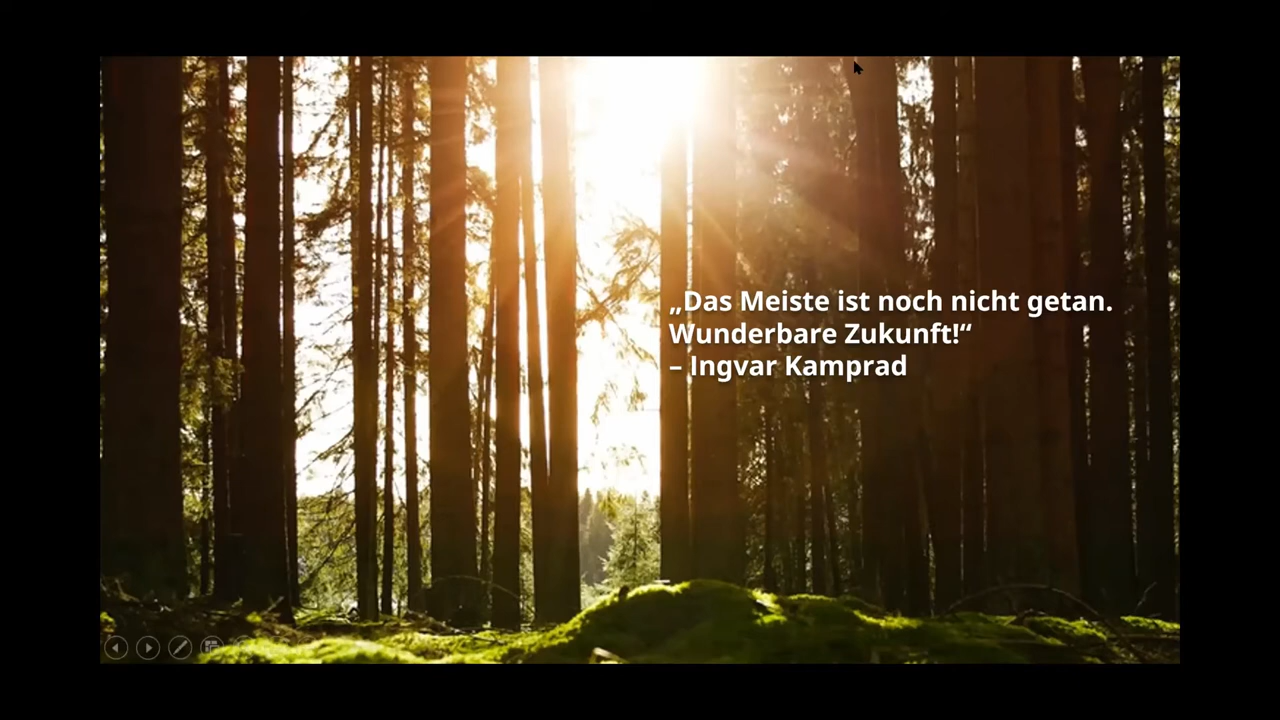 „Das Meiste ist noch nicht getan.
Wunderbare Zukunft!“
– Ingvar Kamprad